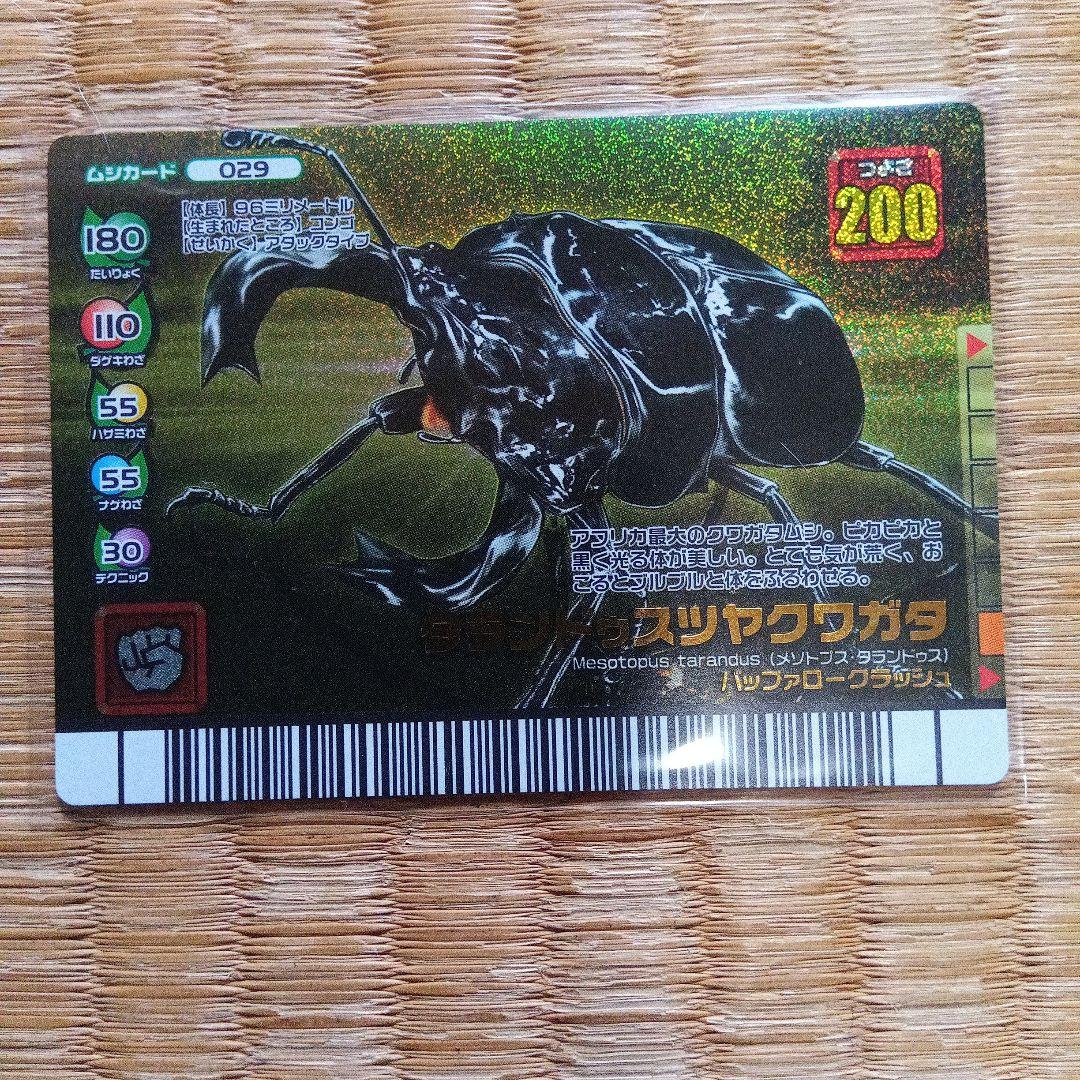 ムシカード 029
つよさ
200
【体長】96ミリメートル
【生まれたところ】コンゴ
【せいかく】アタックタイプ
180
たいりょく
110
ダゲキわざ
55
ハサミわざ
55
ナゲわざ
30
テクニック
アフリカ最大のクワガタムシ。ピカピカと
黒く光る体が美しい。とても気が荒く、お
こるとブルブルと体をふるわせる。
タランドゥスツヤクワガタ
Mesotopus tarandus (メソトプス・タランドゥス)
バッファロークラッシュ